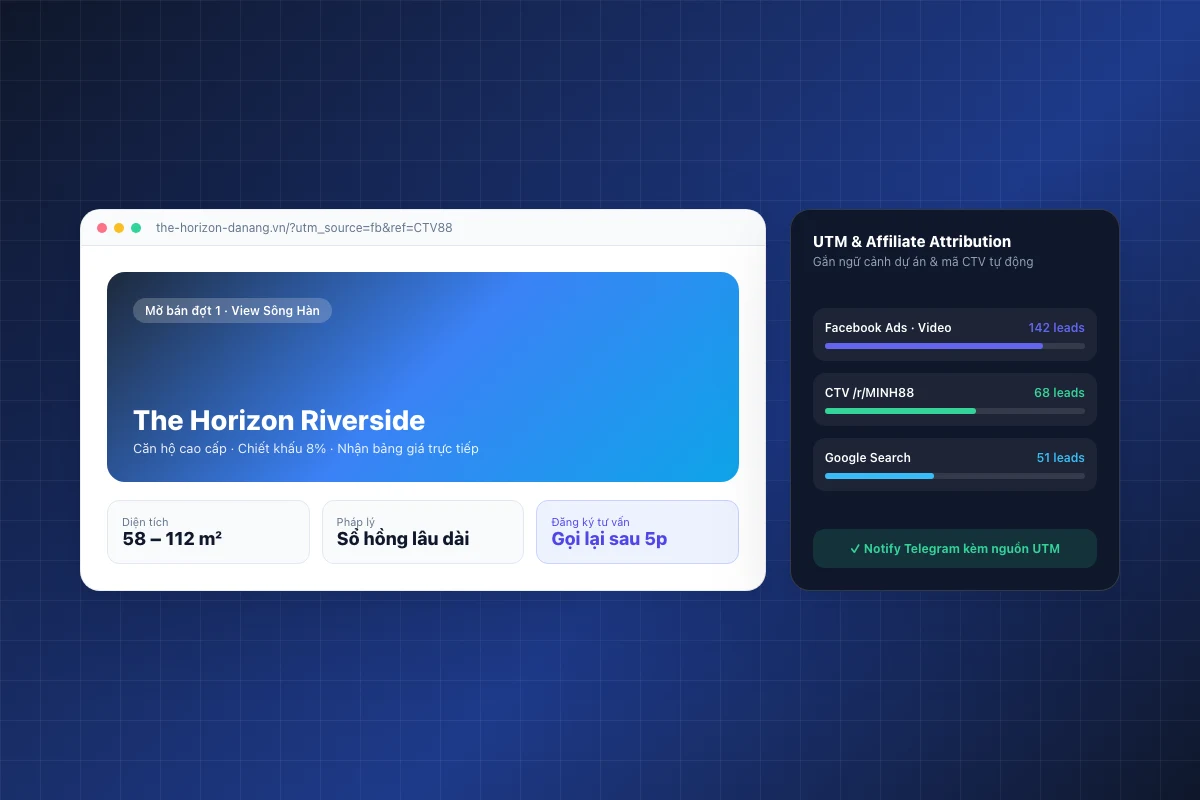 the-horizon-danang.vn/?utm_source=fb&ref=CTV88
Mở bán đợt 1 · View Sông Hàn
The Horizon Riverside
Căn hộ cao cấp · Chiết khấu 8% · Nhận bảng giá trực tiếp
Diện tích
58 – 112 m²
Pháp lý
Sổ hồng lâu dài
Đăng ký tư vấn
Gọi lại sau 5p
UTM & Affiliate Attribution
Gắn ngữ cảnh dự án & mã CTV tự động
Facebook Ads · Video 142 leads
CTV /r/MINH88 68 leads
Google Search 51 leads
✓ Notify Telegram kèm nguồn UTM